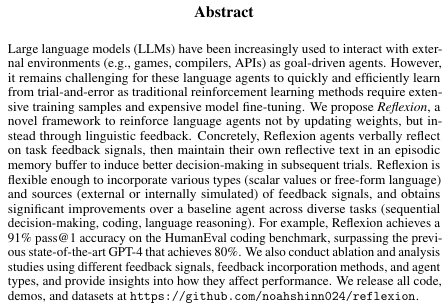 Abstract
Large language models (LLMs) have been increasingly used to interact with exter-
nal environments (e.g., games, compilers, APIs) as goal-driven agents. However,
it remains challenging for these language agents to quickly and efficiently learn
from trial-and-error as traditional reinforcement learning methods require exten-
sive training samples and expensive model fine-tuning. We propose Reflexion, a
novel framework to reinforce language agents not by updating weights, but in-
stead through linguistic feedback. Concretely, Reflexion agents verbally reflect
on task feedback signals, then maintain their own reflective text in an episodic
memory buffer to induce better decision-making in subsequent trials. Reflexion is
flexible enough to incorporate various types (scalar values or free-form language)
and sources (external or internally simulated) of feedback signals, and obtains
significant improvements over a baseline agent across diverse tasks (sequential
decision-making, coding, language reasoning). For example, Reflexion achieves a
91% pass@1 accuracy on the HumanEval coding benchmark, surpassing the previ-
ous state-of-the-art GPT-4 that achieves 80%. We also conduct ablation and analysis
studies using different feedback signals, feedback incorporation methods, and agent
types, and provide insights into how they affect performance. We release all code,
demos, and datasets at https://github.com/noahshinn024/reflexion.